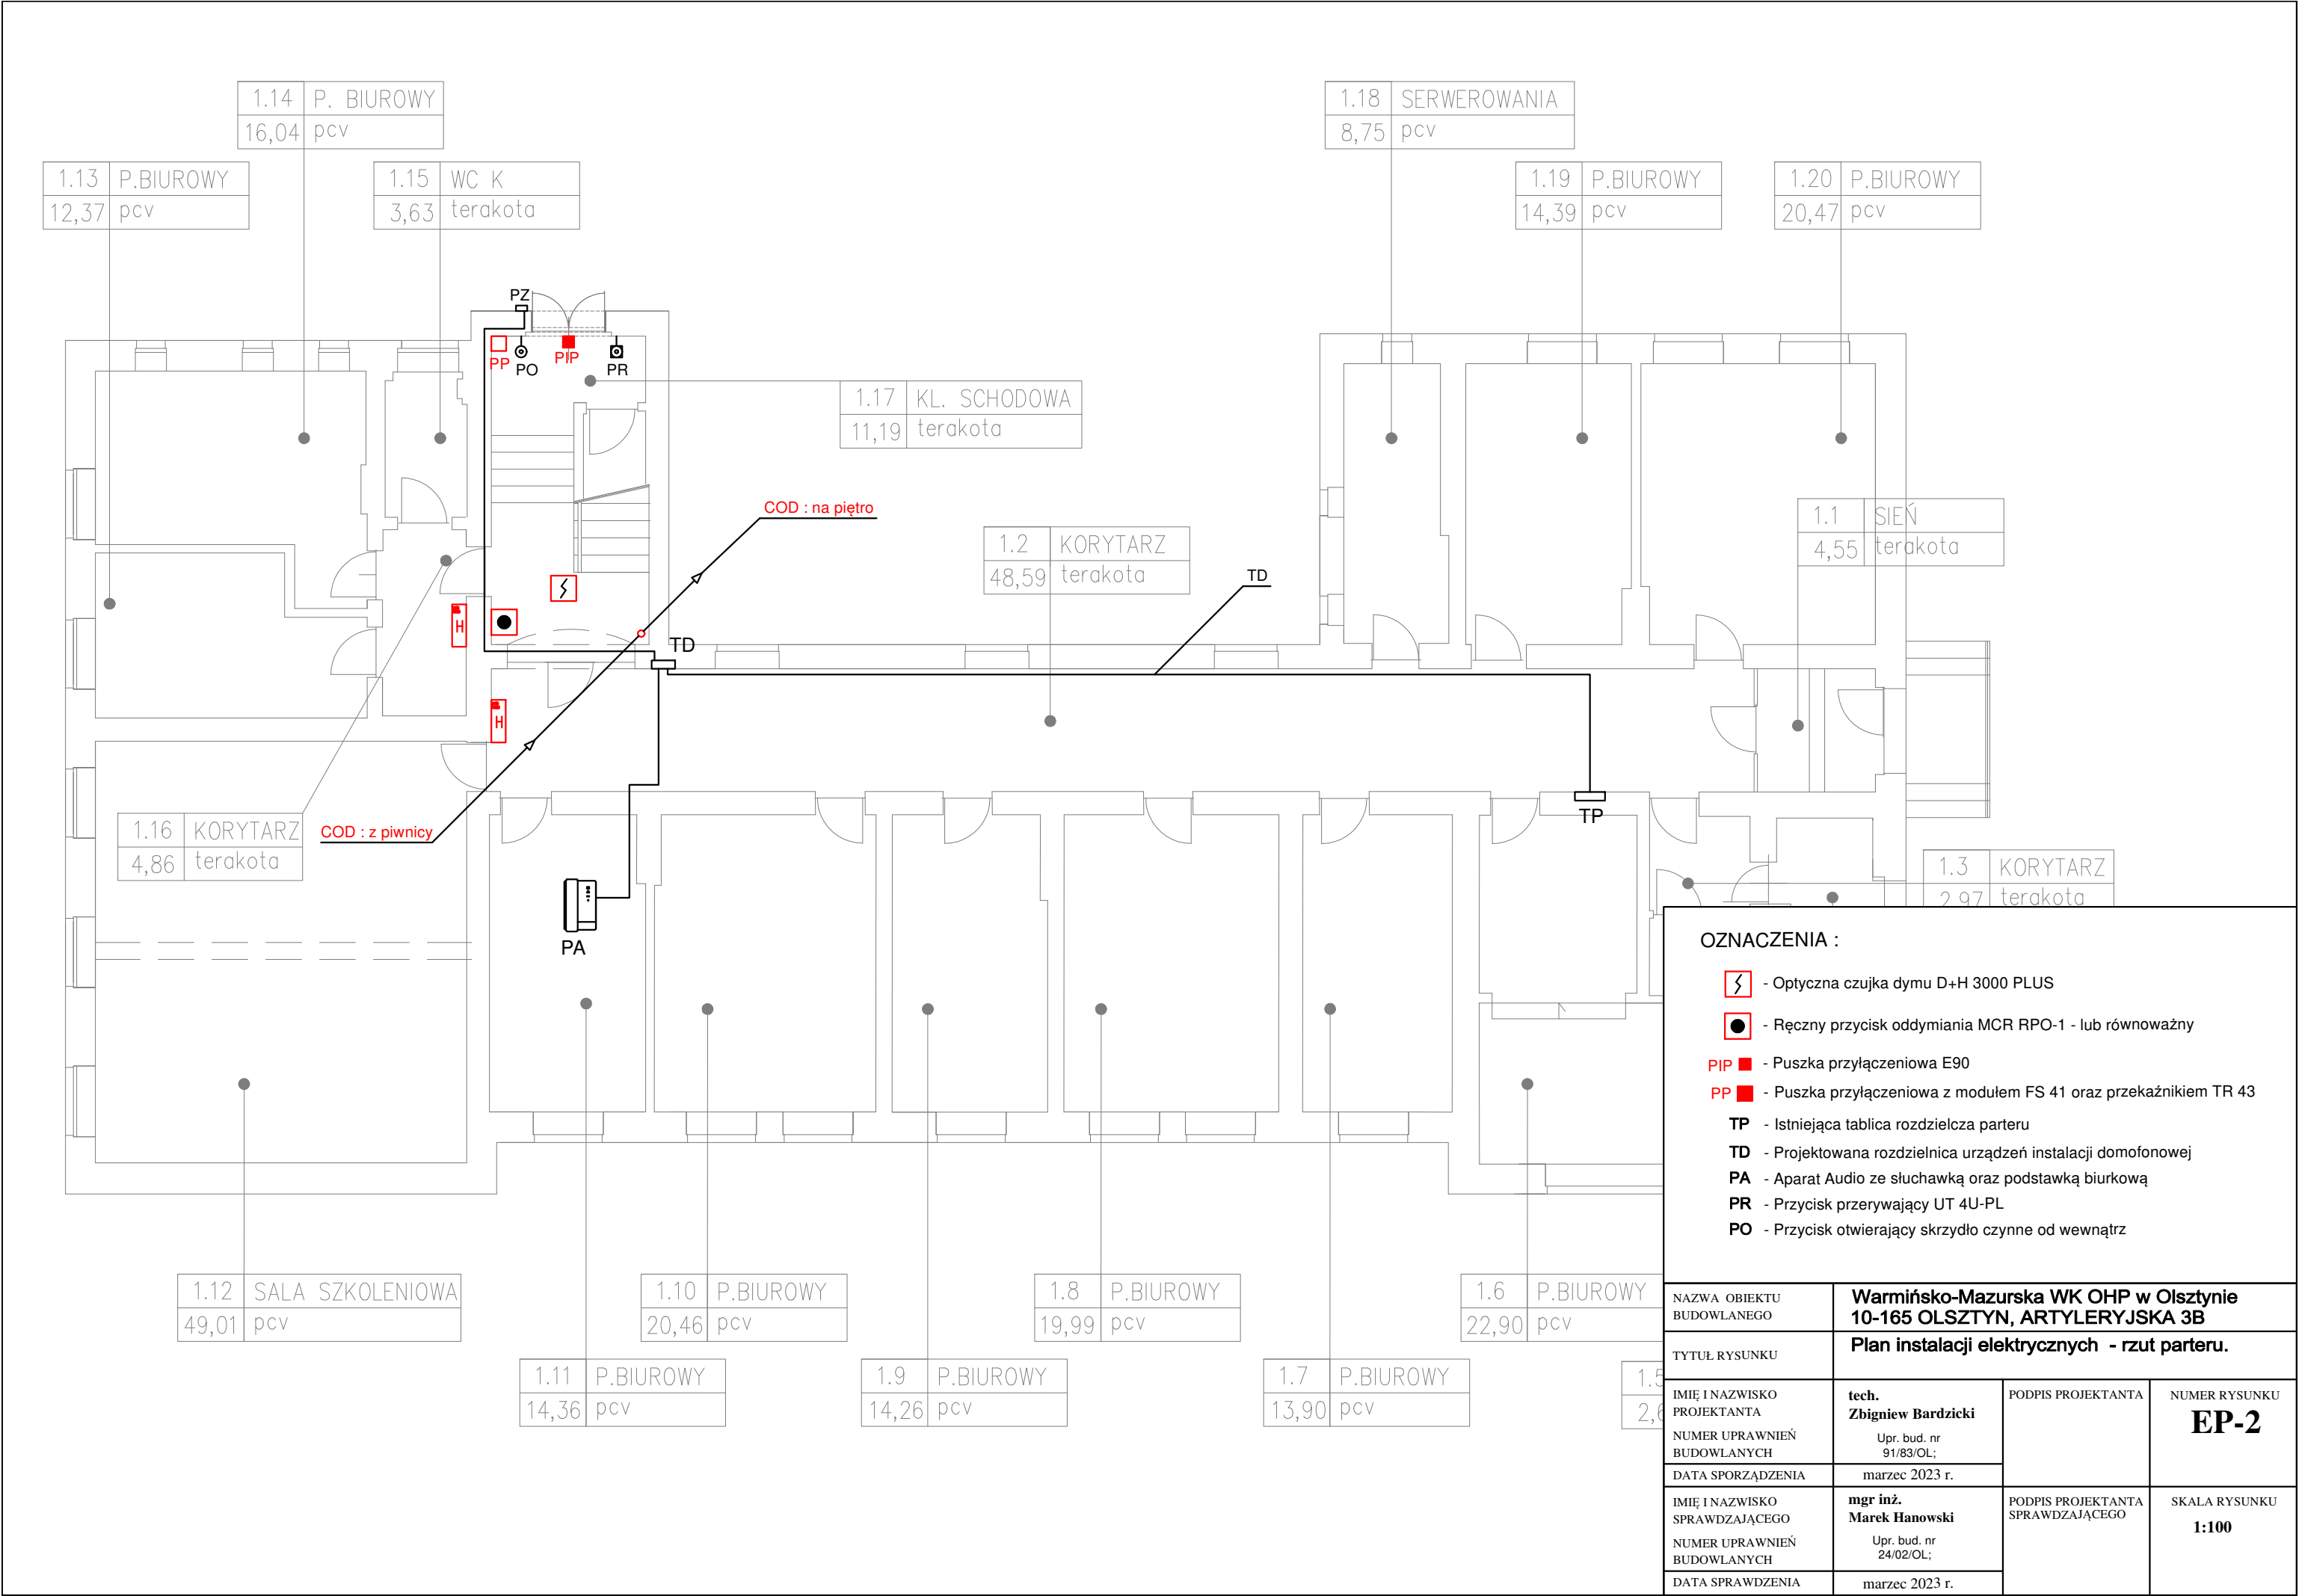 1.14 P. BIUROWY
16,04 pcv
1.18 SERWEROWANIA
8,75 pcv
1.13 P.BIUROWY
12,37 pcv
1.15 WC K
3,63 terakota
1.19 P.BIUROWY
14,39 pcv
1.20 P.BIUROWY
20,47 pcv
PZ
PP
PO
PIP
PR
1.17 KL. SCHODOWA
11,19 terakota
COD : na piętro
1.2 KORYTARZ
48,59 terakota
TD
1.1 SIEŃ
4,55 terakota
H
TD
H
1.16 KORYTARZ
4,86 terakota
COD : z piwnicy
TP
PA
1.3 KORYTARZ
2,97 terakota
OZNACZENIA :
- Optyczna czujka dymu D+H 3000 PLUS
- Ręczny przycisk oddymiania MCR RPO-1 - lub równoważny
PIP - Puszka przyłączeniowa E90
PP - Puszka przyłączeniowa z modułem FS 41 oraz przekaźnikiem TR 43
TP - Istniejąca tablica rozdzielcza parteru
TD - Projektowana rozdzielnica urządzeń instalacji domofonowej
PA - Aparat Audio ze słuchawką oraz podstawką biurkową
PR - Przycisk przerywający UT 4U-PL
PO - Przycisk otwierający skrzydło czynne od wewnątrz
1.12 SALA SZKOLENIOWA
49,01 pcv
1.10 P.BIUROWY
20,46 pcv
1.8 P.BIUROWY
19,99 pcv
1.6 P.BIUROWY
22,90 pcv
1.11 P.BIUROWY
14,36 pcv
1.9 P.BIUROWY
14,26 pcv
1.7 P.BIUROWY
13,90 pcv
1.5
2,6
NAZWA OBIEKTU
BUDOWLANEGO
Warmińsko-Mazurska WK OHP w Olsztynie
10-165 OLSZTYN, ARTYLERYJSKA 3B
TYTUŁ RYSUNKU
Plan instalacji elektrycznych - rzut parteru.
IMIĘ I NAZWISKO
PROJEKTANTA
NUMER UPRAWNIEŃ
BUDOWLANYCH
tech.
Zbigniew Bardzicki
Upr. bud. nr
91/83/OL;
PODPIS PROJEKTANTA
NUMER RYSUNKU
EP-2
DATA SPORZĄDZENIA
marzec 2023 r.
IMIĘ I NAZWISKO
SPRAWDZAJĄCEGO
NUMER UPRAWNIEŃ
BUDOWLANYCH
mgr inż.
Marek Hanowski
Upr. bud. nr
24/02/OL;
PODPIS PROJEKTANTA
SPRAWDZAJĄCEGO
SKALA RYSUNKU
1:100
DATA SPRAWDZENIA
marzec 2023 r.